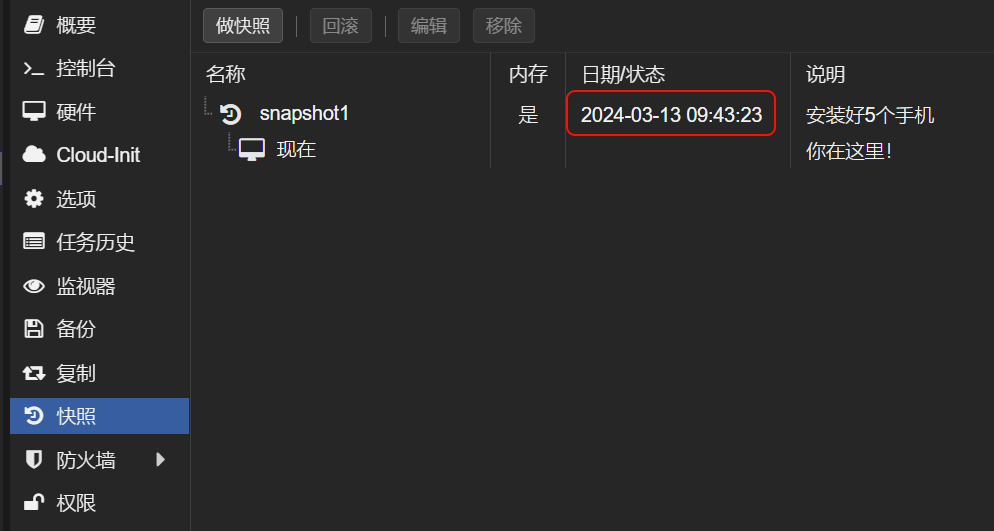 概要
控制台
硬件
Cloud-Init
选项
任务历史
监视器
备份
复制
快照
防火墙
权限
做快照 回滚 编辑 移除
名称 内存 日期/状态 说明
snapshot1 是 2024-03-13 09:43:23 安装好5个手机
现在 你在这里!